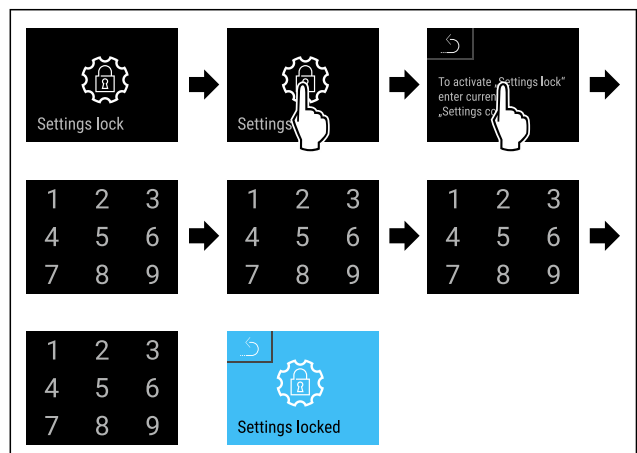 Settings lock
Settings
To activate „Settings lock"
enter curren
„Settings co
1 2 3
4 5 6
7 8 9
1 2 3
4 5 6
7 8 9
1 2 3
4 5 6
7 8 9
1 2 3
4 5 6
7 8 9
Settings locked